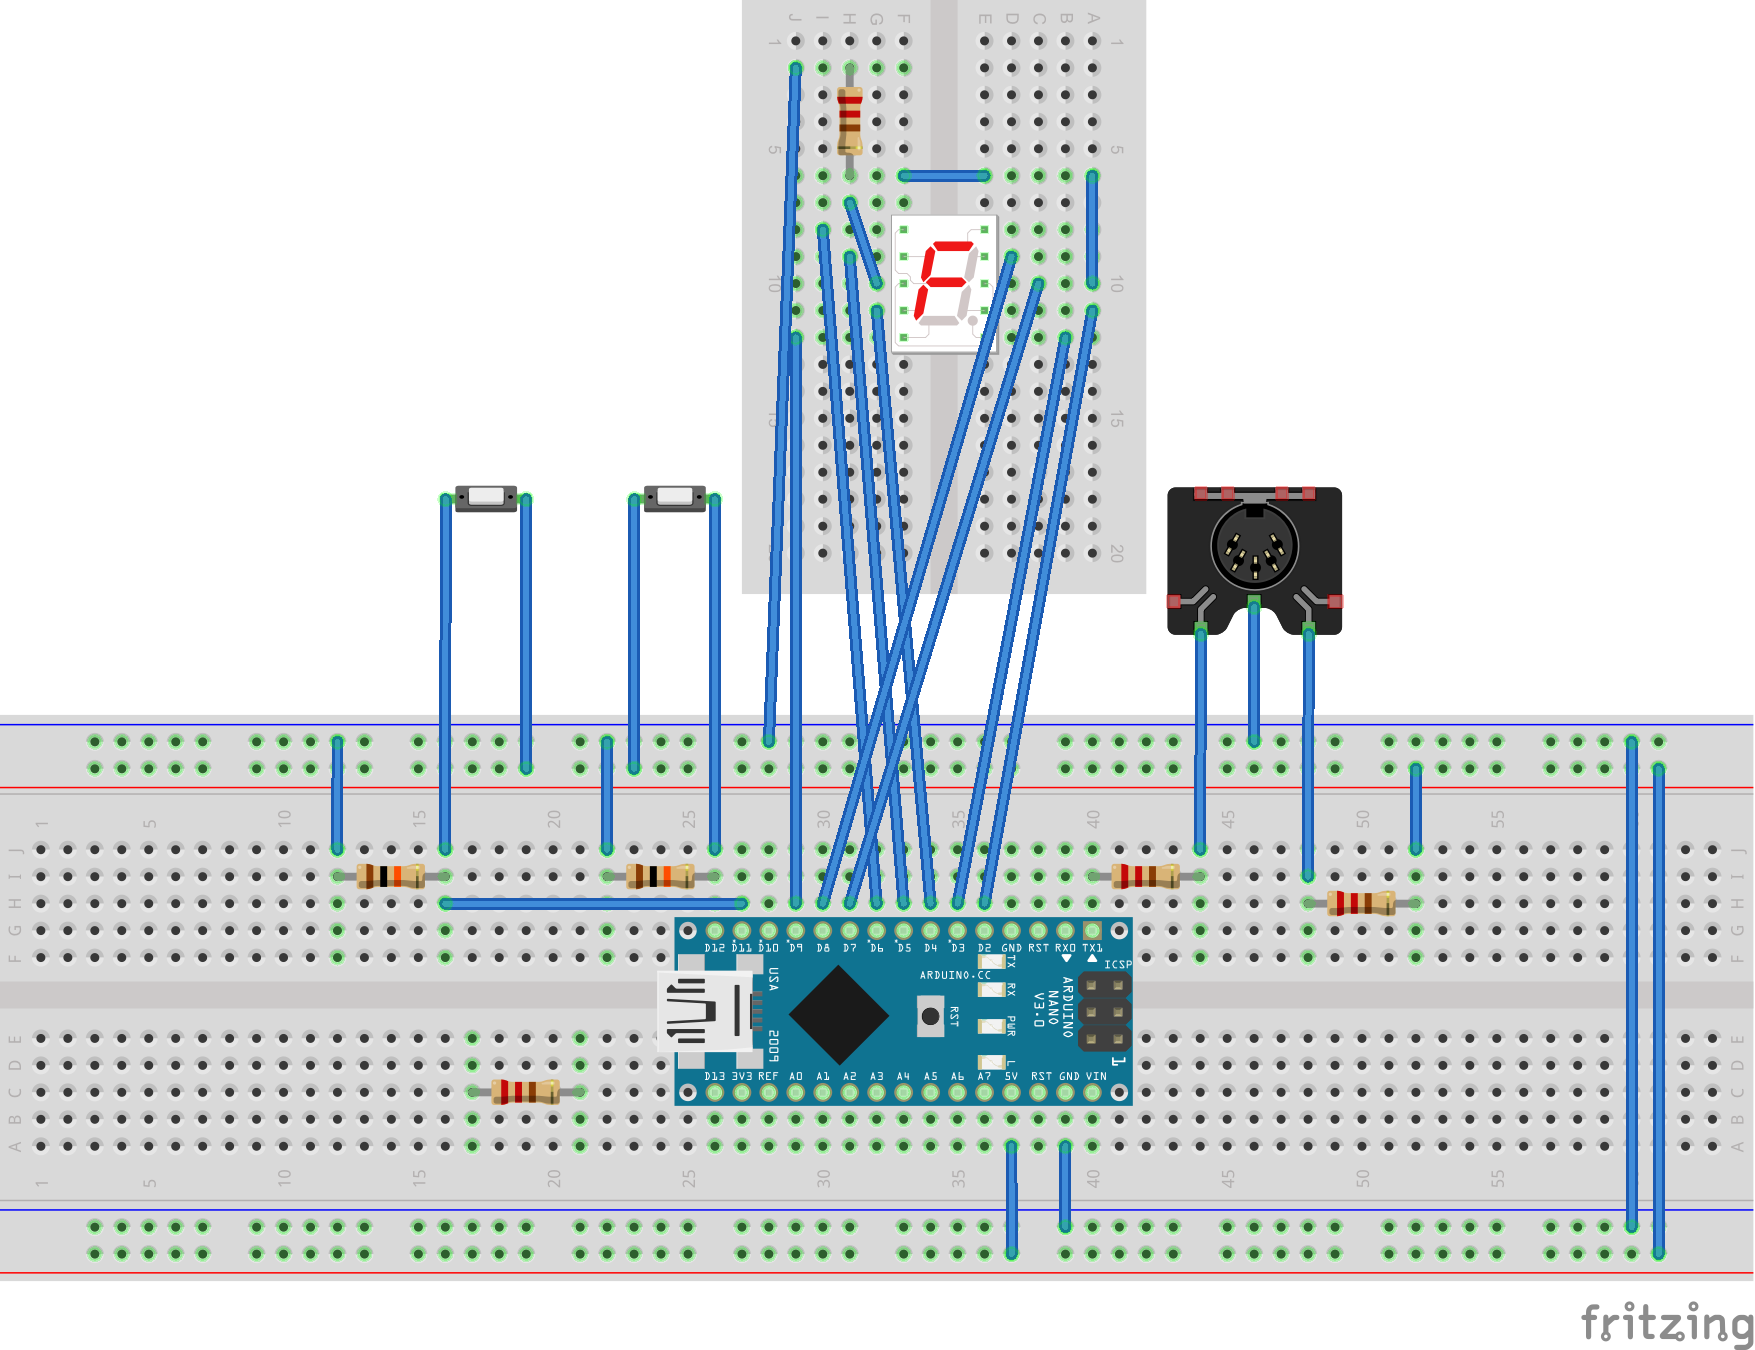 J I H G F E D C B A
1 1
5 5
10 10
15 15
20
1 5 10 15 20 25 30 35 40 45 50 55
J J
I I
H H
G G
F F
D12 D11 D10 D9 D8 D7 D6 D5 D4 D3 D2 GND RST RX0 TX1
USA
2009
ARDUINO.CC
RST
TX
RX
PWR
L
ARDUINO
NANO
V3.0
ICSP
1
D13 3V3 REF A0 A1 A2 A3 A4 A5 A6 A7 5V RST GND VIN
E E
D D
C C
B B
A A
1 5 10 15 20 25 30 35 40 45 50 55
fritzing